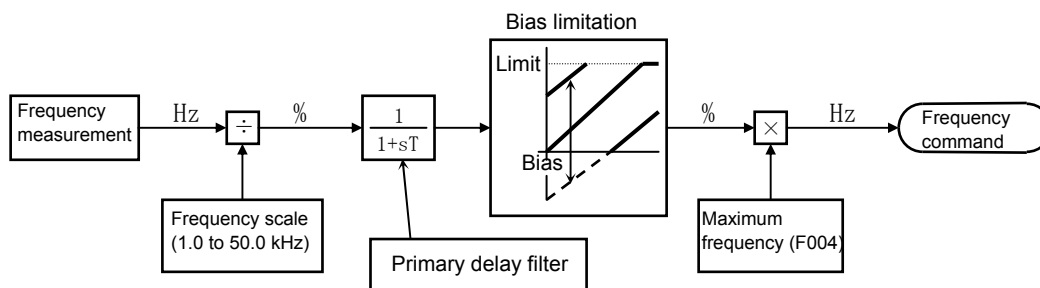 Bias limitation
Limit
Bias
Frequency
measurement
Hz
÷
%
1
1+sT
%
×
Hz
Frequency
command
Frequency scale
(1.0 to 50.0 kHz)
Primary delay filter
Maximum
frequency (F004)